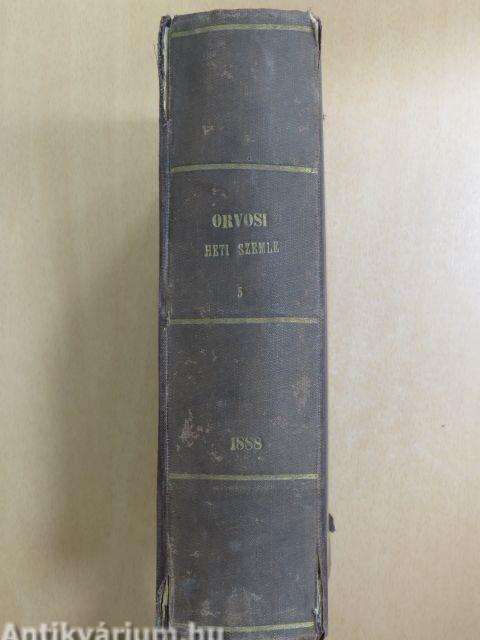 ORVOSI
HETI SZEMLE
5
1888
Antikvárium.hu